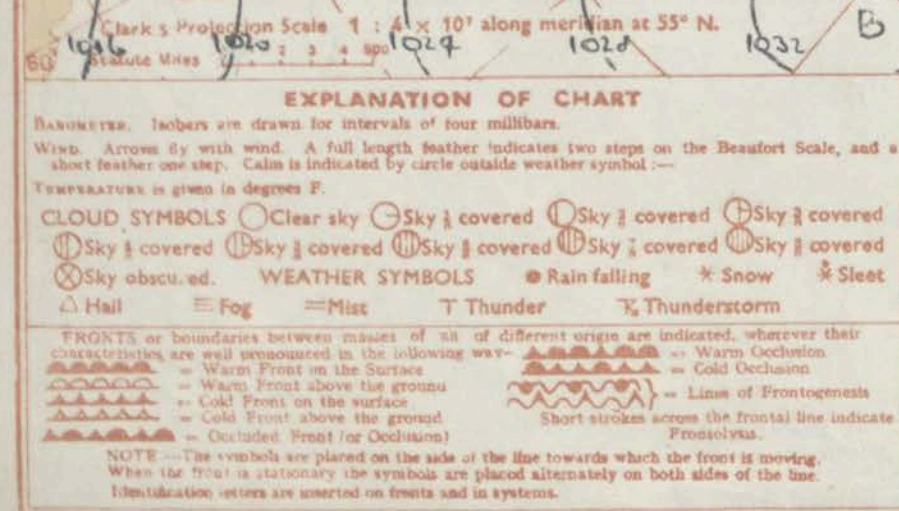 Clark's Projection Scale 1 : 4 × 10⁷ along meridian at 55° N.
1016 1020 1024 1028 1032 B
60 Statute Miles 2 3 4 500
EXPLANATION OF CHART
BAROMETER. Isobars are drawn for intervals of four millibars.
WIND. Arrows fly with wind. A full length feather indicates two steps on the Beaufort Scale, and a
short feather one step. Calm is indicated by circle outside weather symbol :—
TEMPERATURE is given in degrees F.
CLOUD SYMBOLS Clear sky Sky covered Sky covered Sky covered
Sky covered Sky covered Sky covered Sky covered Sky covered
Sky obscured. WEATHER SYMBOLS Rain falling Snow Sleet
Hail Fog Mist Thunder Thunderstorm
FRONTS or boundaries between masses of air of different origin are indicated, wherever their
characteristics are well pronounced in the following way—
= Warm Occlusion
= Warm Front on the Surface
= Cold Occlusion
= Warm Front above the ground
= Cold Front on the surface
= Lines of Frontogenesis
= Cold Front above the ground
Short strokes across the frontal line indicate
Frontolysis.
= Occluded Front (or Occlusion)
NOTE —The symbols are placed on the side of the line towards which the front is moving.
When the front is stationary the symbols are placed alternately on both sides of the line.
Identification letters are inserted on fronts and in systems.